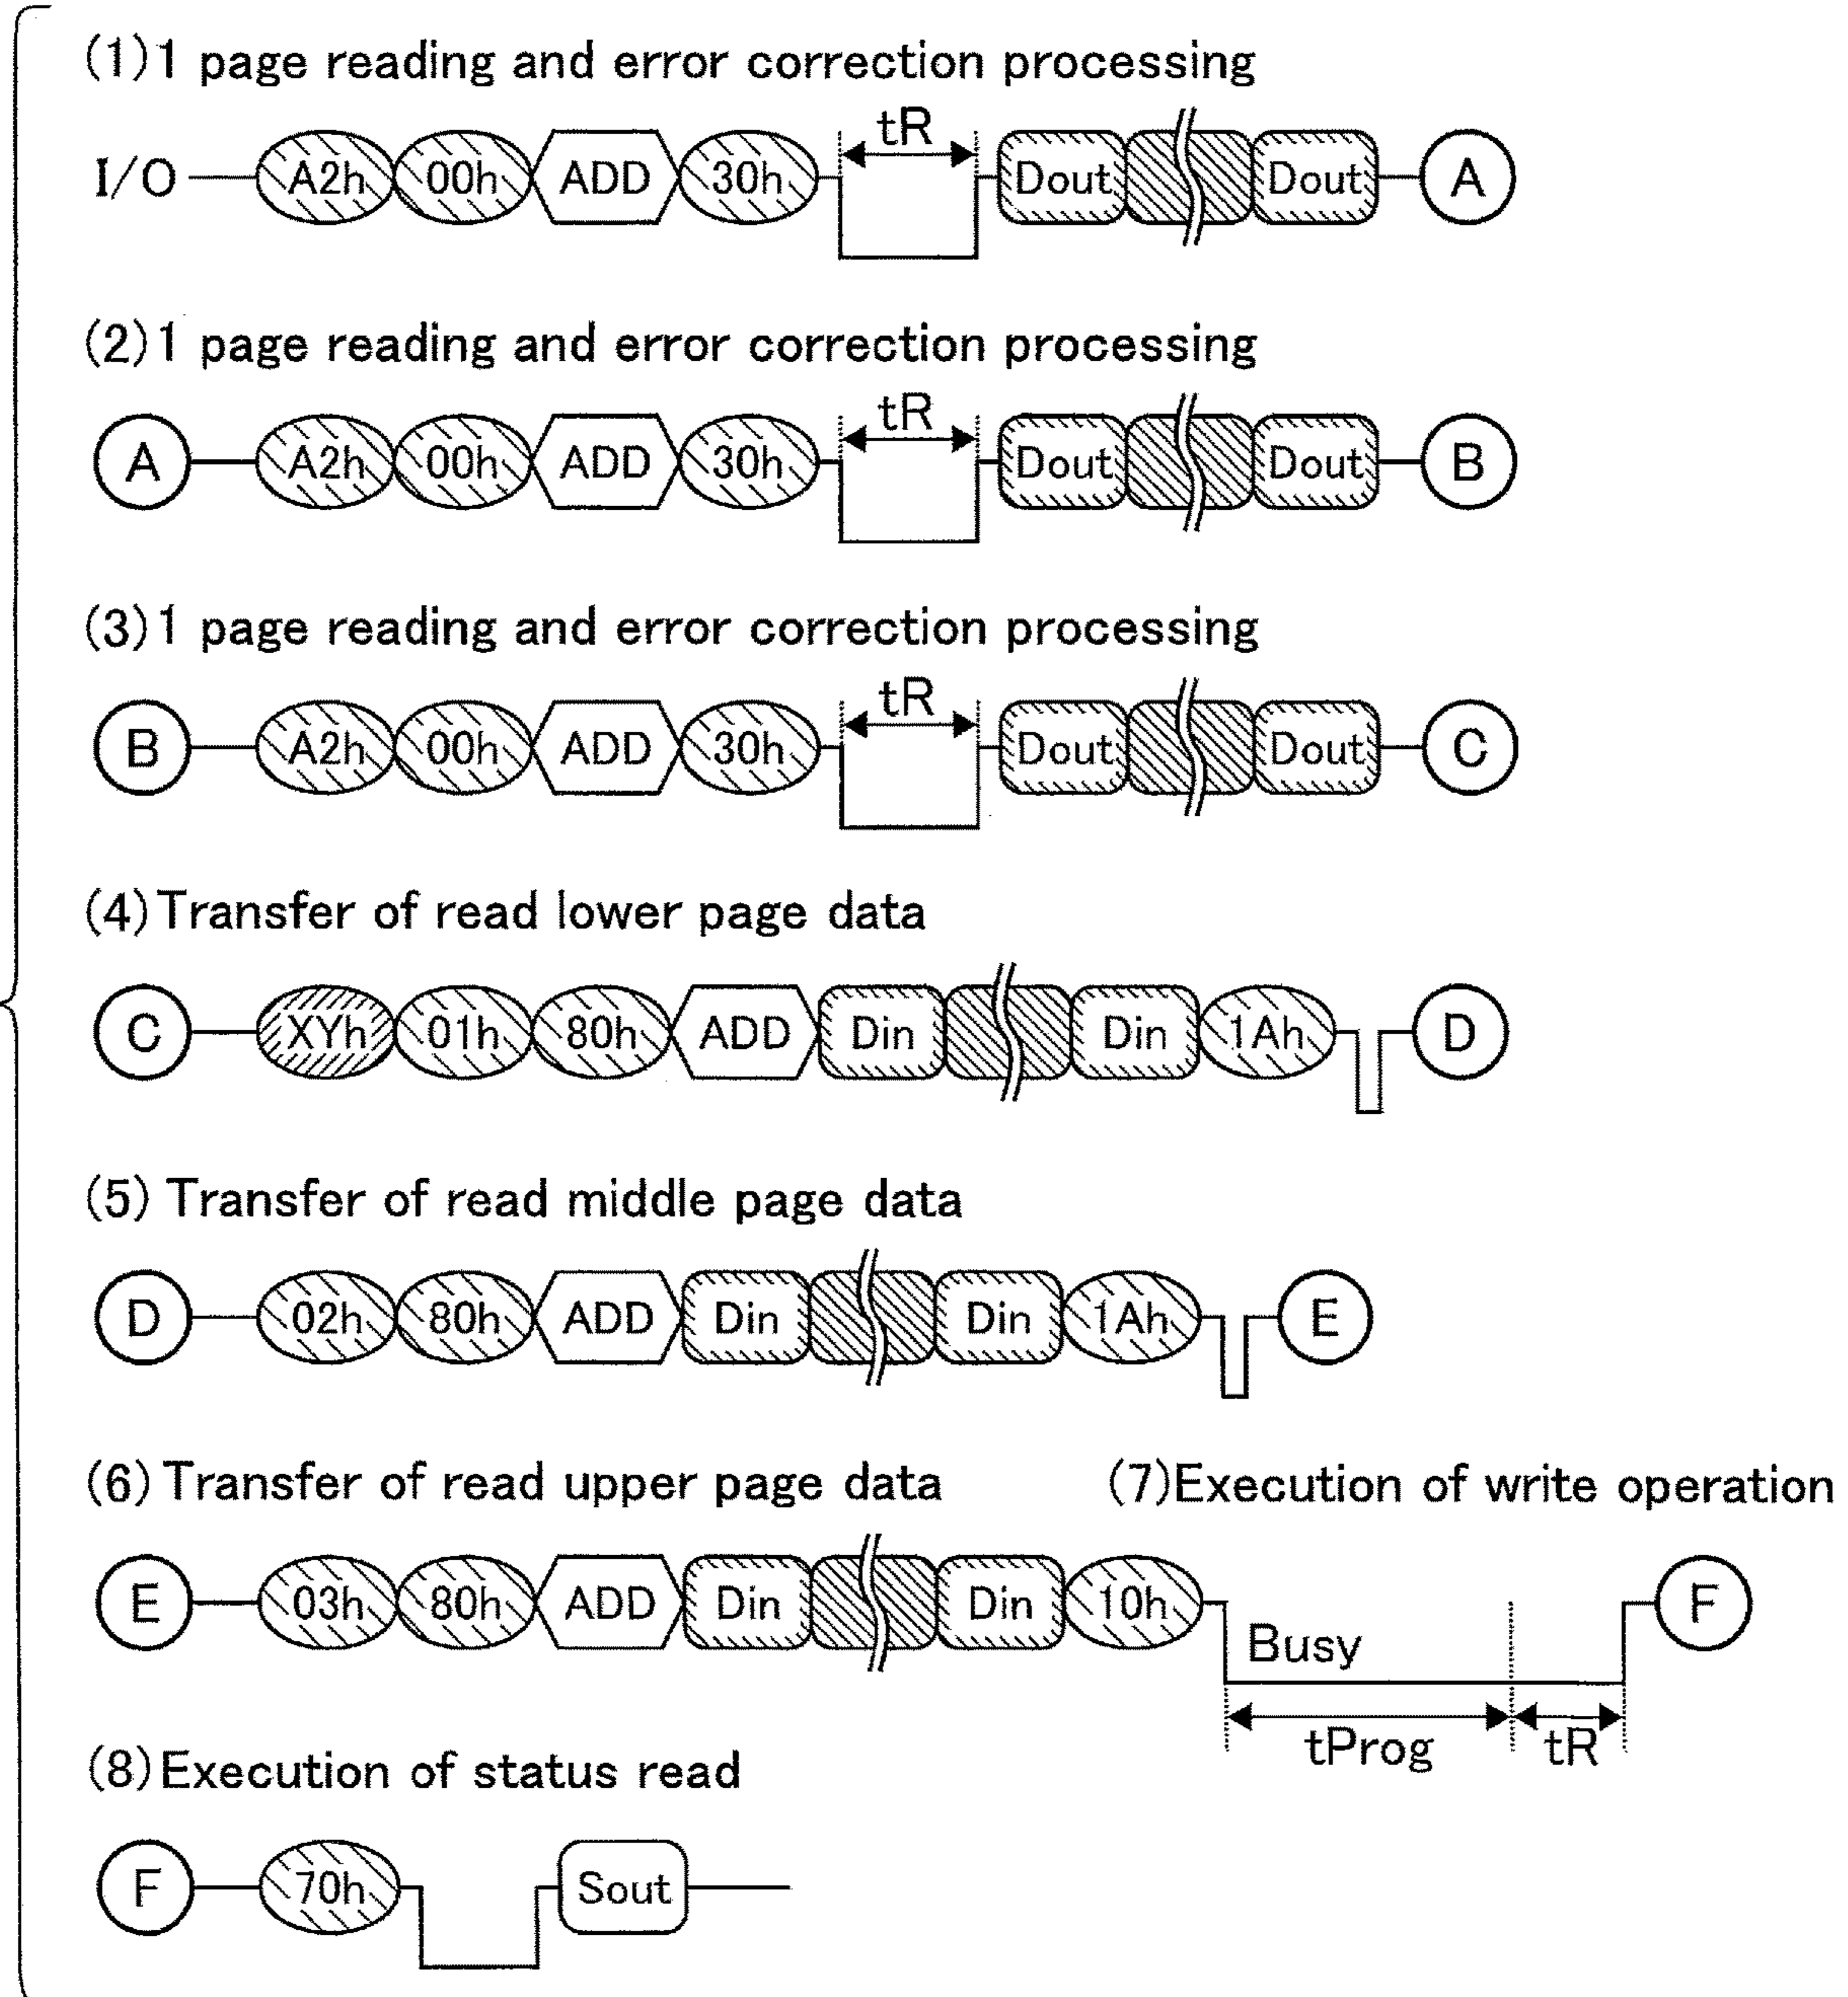 (1)1 page reading and error correction processing
I/O A2h 00h ADD 30h tR Dout Dout A
(2)1 page reading and error correction processing
A A2h 00h ADD 30h tR Dout Dout B
(3)1 page reading and error correction processing
B A2h 00h ADD 30h tR Dout Dout C
(4)Transfer of read lower page data
C XYh 01h 80h ADD Din Din 1Ah D
(5) Transfer of read middle page data
D 02h 80h ADD Din Din 1Ah E
(6) Transfer of read upper page data (7)Execution of write operation
E 03h 80h ADD Din Din 10h F
Busy
tProg tR
(8)Execution of status read
F 70h Sout